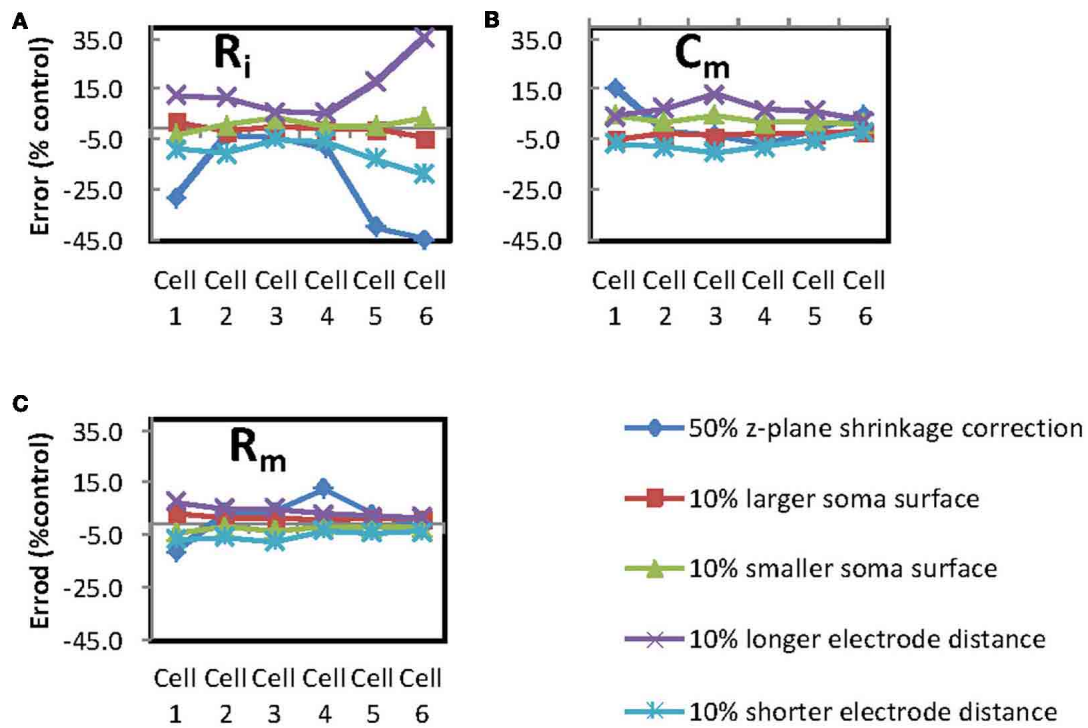 A
Error (% control)
35.0
15.0
-5.0
-25.0
-45.0
Ri
Cell Cell Cell Cell Cell Cell
1 2 3 4 5 6
B
35.0
15.0
-5.0
-25.0
-45.0
Cm
Cell Cell Cell Cell Cell Cell
1 2 3 4 5 6
C
Errod (%control)
35.0
15.0
-5.0
-25.0
-45.0
Rm
Cell Cell Cell Cell Cell Cell
1 2 3 4 5 6
50% z-plane shrinkage correction
10% larger soma surface
10% smaller soma surface
10% longer electrode distance
10% shorter electrode distance